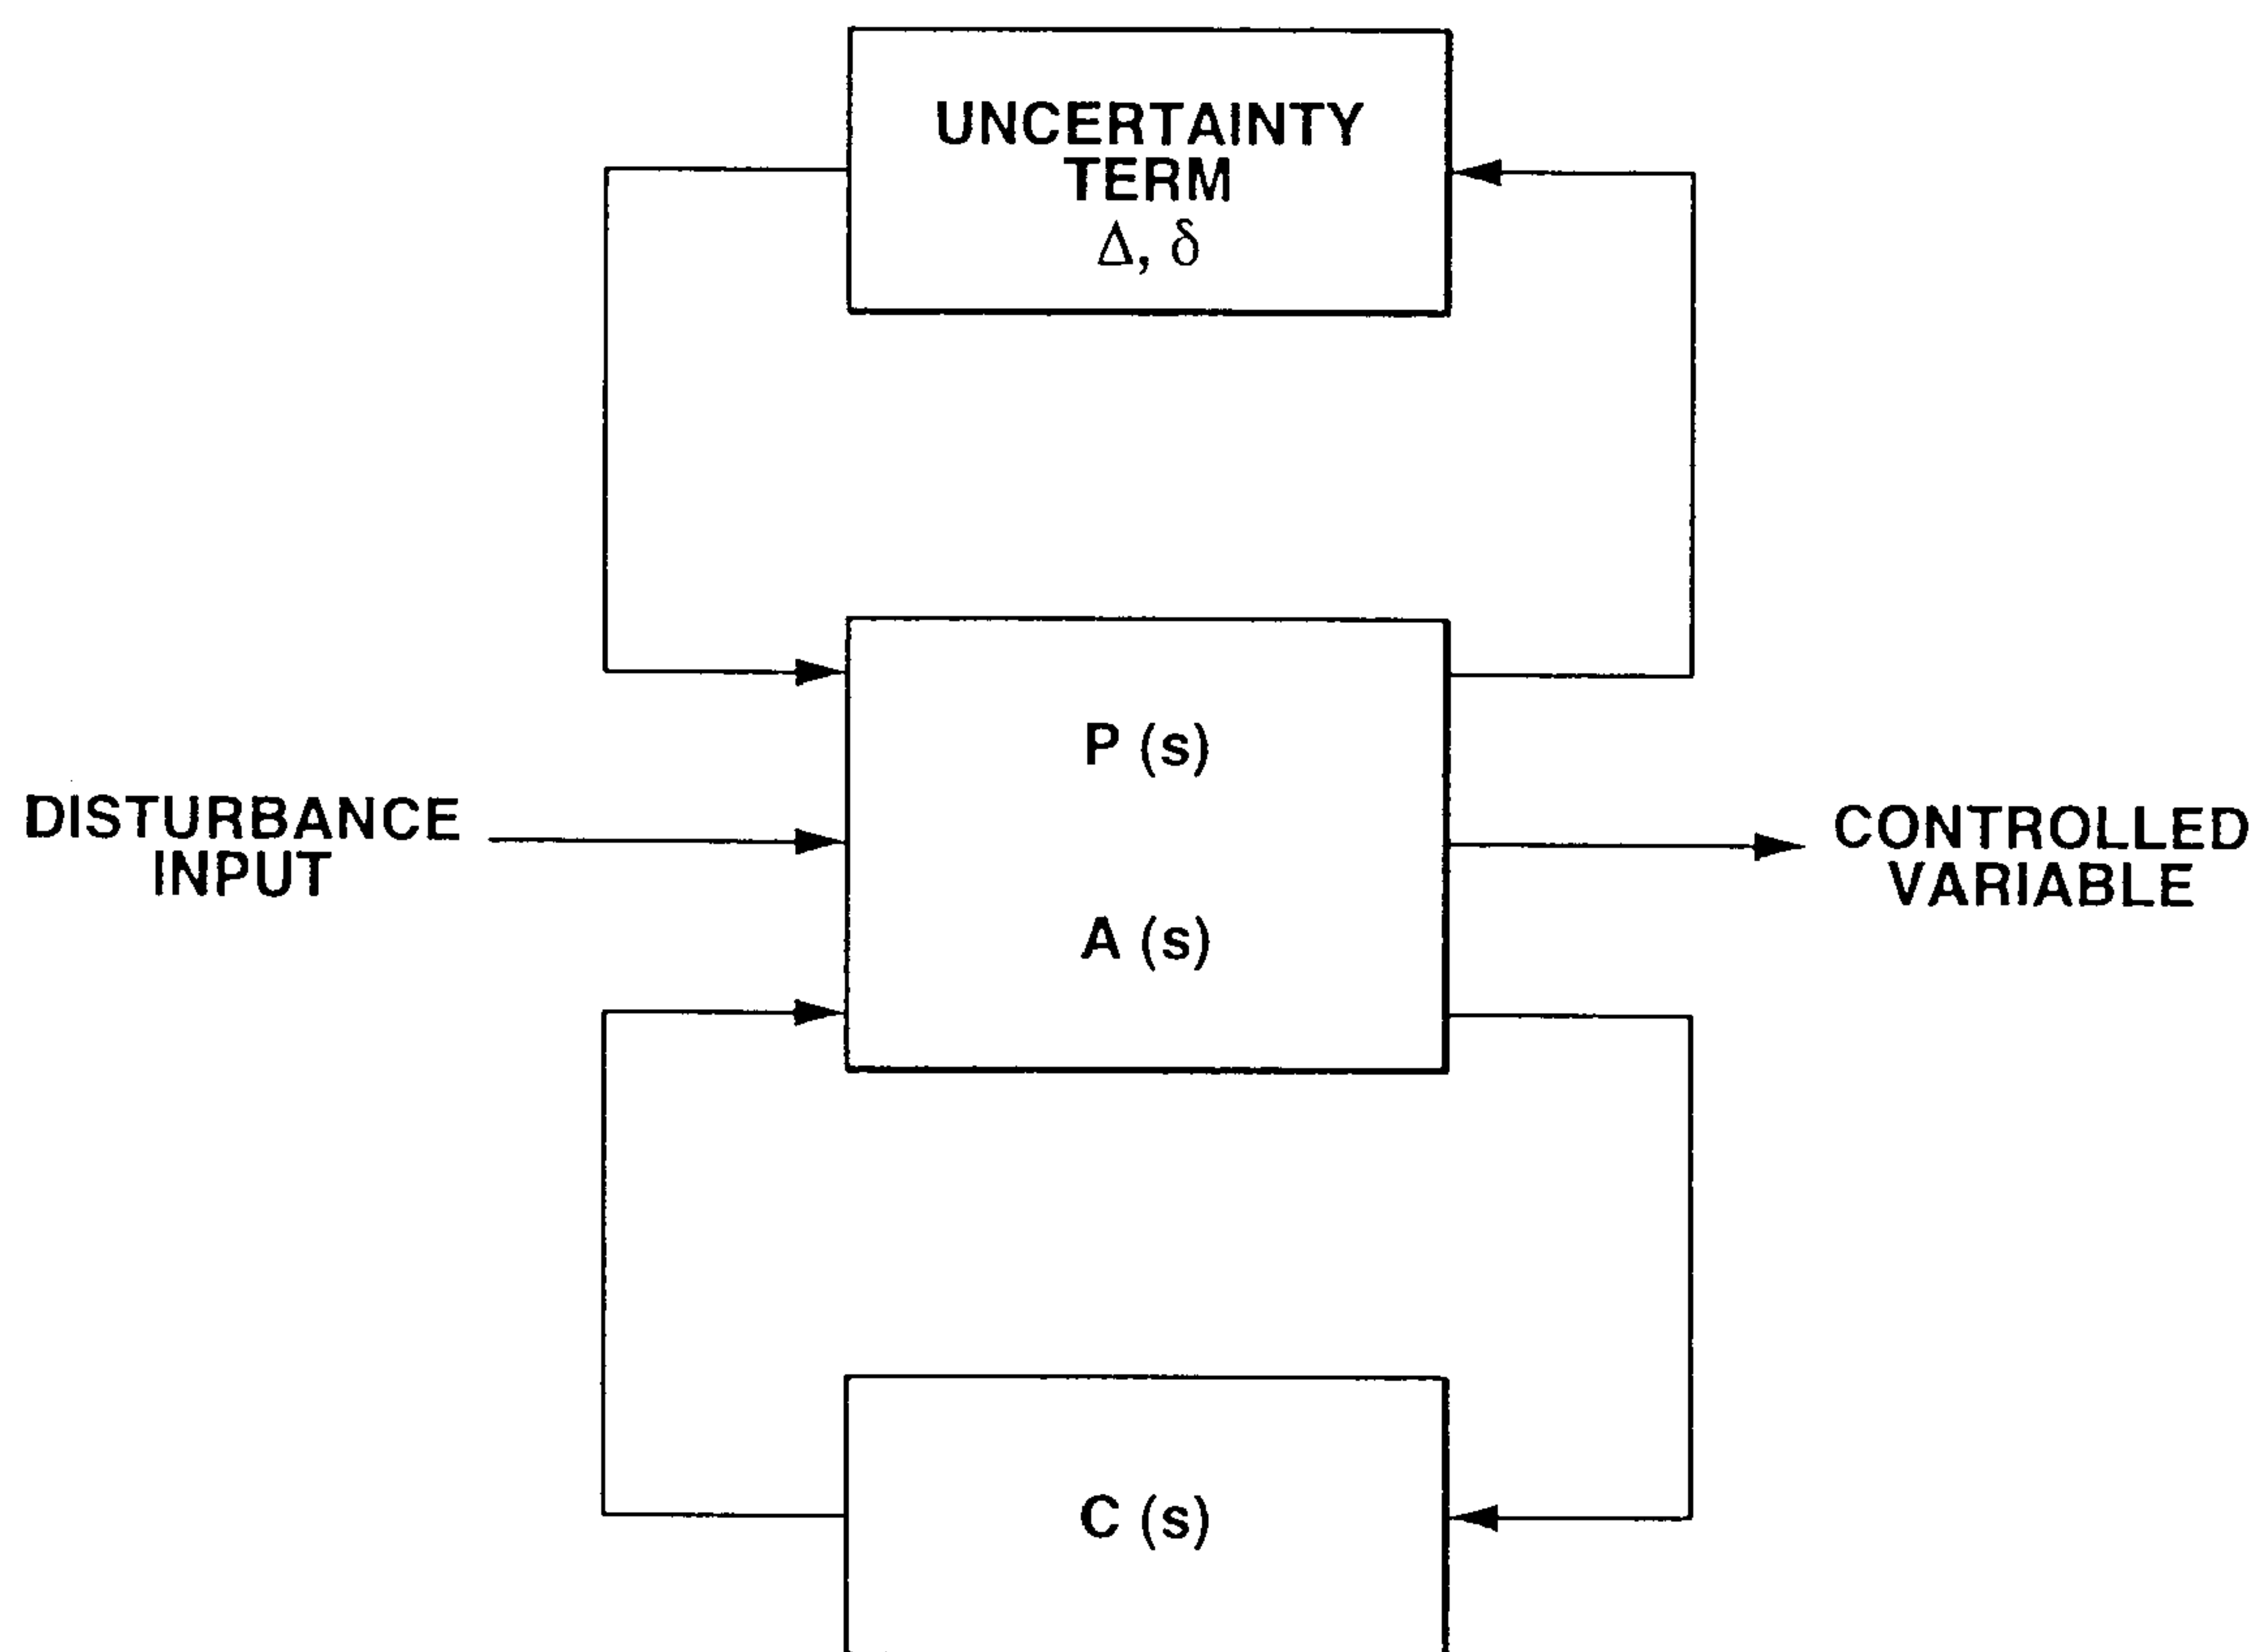 UNCERTAINTY
TERM
Δ, δ
P (s)
DISTURBANCE
INPUT
CONTROLLED
VARIABLE
A (s)
C (s)